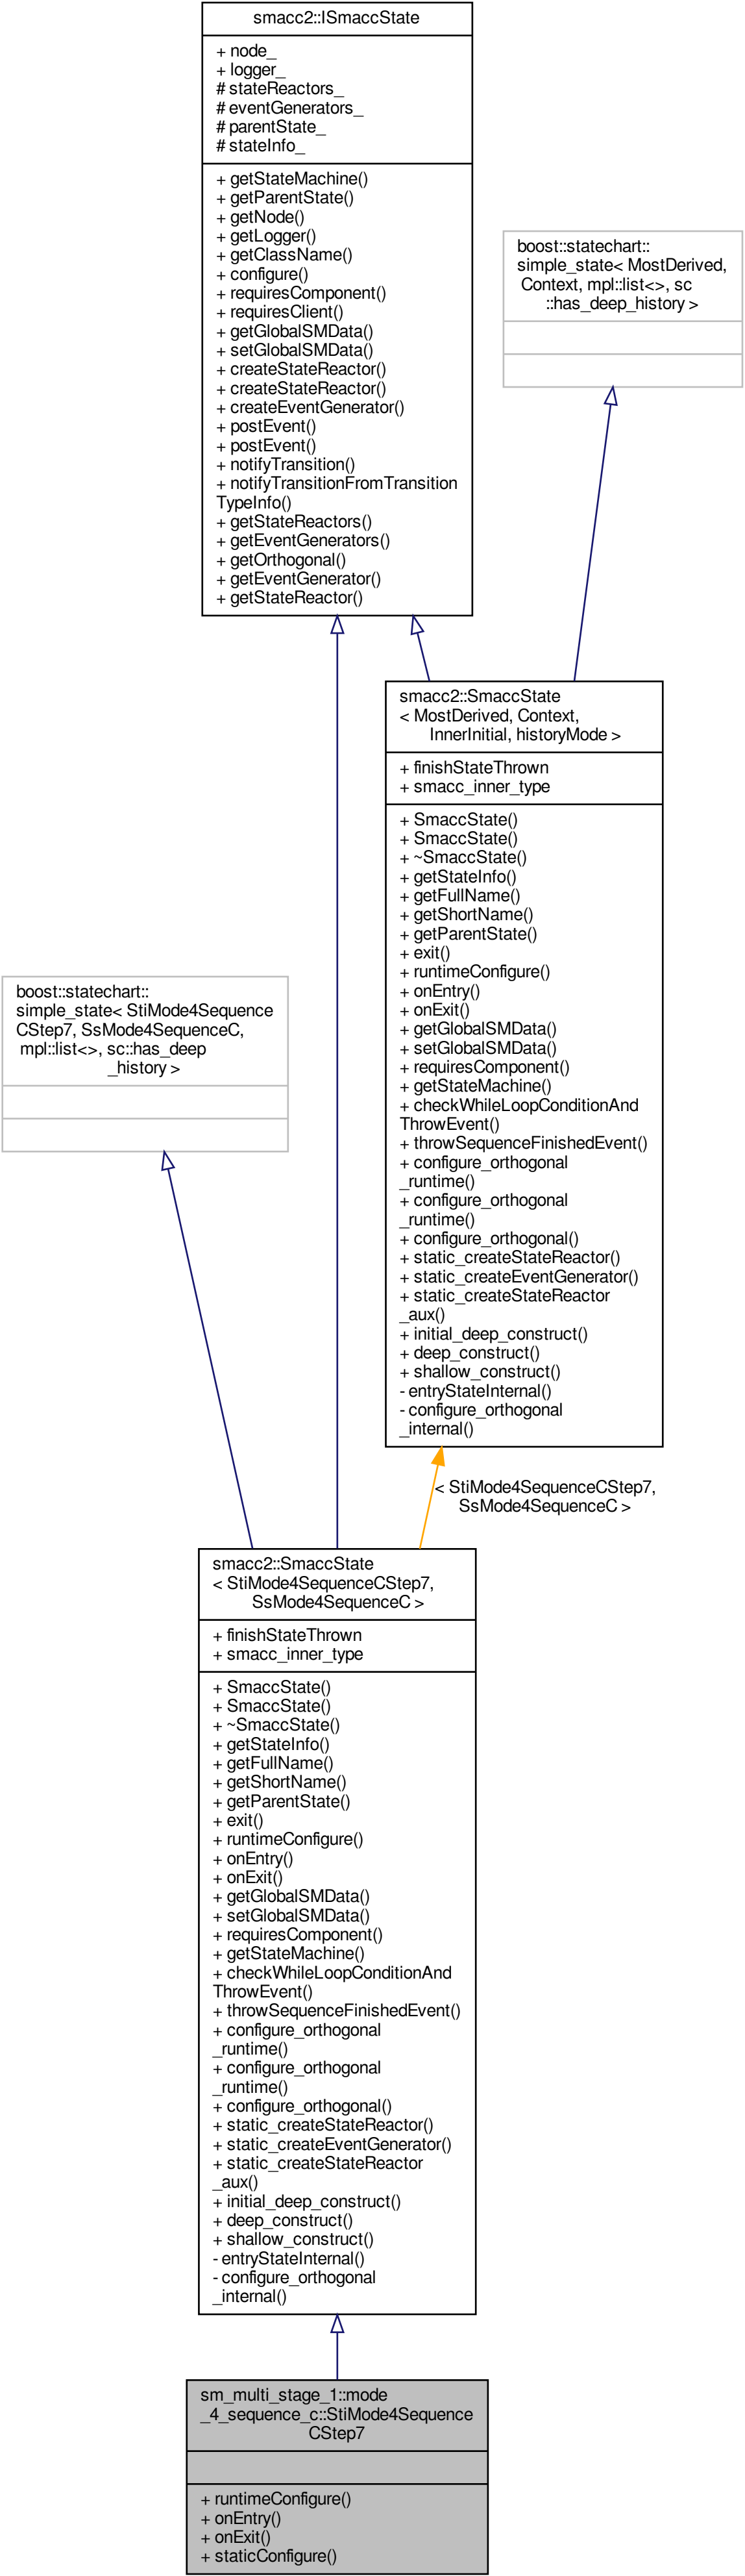 smacc2::ISmaccState
+ node_
+ logger_
# stateReactors_
# eventGenerators_
# parentState_
# stateInfo_
+ getStateMachine()
+ getParentState()
+ getNode()
+ getLogger()
+ getClassName()
+ configure()
+ requiresComponent()
+ requiresClient()
+ getGlobalSMData()
+ setGlobalSMData()
+ createStateReactor()
+ createStateReactor()
+ createEventGenerator()
+ postEvent()
+ postEvent()
+ notifyTransition()
+ notifyTransitionFromTransition
TypeInfo()
+ getStateReactors()
+ getEventGenerators()
+ getOrthogonal()
+ getEventGenerator()
+ getStateReactor()
boost::statechart::
simple_state< MostDerived,
Context, mpl::list<>, sc
::has_deep_history >
smacc2::SmaccState
< MostDerived, Context,
InnerInitial, historyMode >
+ finishStateThrown
+ smacc_inner_type
+ SmaccState()
+ SmaccState()
+ ~SmaccState()
+ getStateInfo()
+ getFullName()
+ getShortName()
+ getParentState()
+ exit()
+ runtimeConfigure()
+ onEntry()
+ onExit()
+ getGlobalSMData()
+ setGlobalSMData()
+ requiresComponent()
+ getStateMachine()
+ checkWhileLoopConditionAnd
ThrowEvent()
+ throwSequenceFinishedEvent()
+ configure_orthogonal
_runtime()
+ configure_orthogonal
_runtime()
+ configure_orthogonal()
+ static_createStateReactor()
+ static_createEventGenerator()
+ static_createStateReactor
_aux()
+ initial_deep_construct()
+ deep_construct()
+ shallow_construct()
- entryStateInternal()
- configure_orthogonal
_internal()
boost::statechart::
simple_state< StiMode4Sequence
CStep7, SsMode4SequenceC,
mpl::list<>, sc::has_deep
_history >
< StiMode4SequenceCStep7,
SsMode4SequenceC >
smacc2::SmaccState
< StiMode4SequenceCStep7,
SsMode4SequenceC >
+ finishStateThrown
+ smacc_inner_type
+ SmaccState()
+ SmaccState()
+ ~SmaccState()
+ getStateInfo()
+ getFullName()
+ getShortName()
+ getParentState()
+ exit()
+ runtimeConfigure()
+ onEntry()
+ onExit()
+ getGlobalSMData()
+ setGlobalSMData()
+ requiresComponent()
+ getStateMachine()
+ checkWhileLoopConditionAnd
ThrowEvent()
+ throwSequenceFinishedEvent()
+ configure_orthogonal
_runtime()
+ configure_orthogonal
_runtime()
+ configure_orthogonal()
+ static_createStateReactor()
+ static_createEventGenerator()
+ static_createStateReactor
_aux()
+ initial_deep_construct()
+ deep_construct()
+ shallow_construct()
- entryStateInternal()
- configure_orthogonal
_internal()
sm_multi_stage_1::mode
_4_sequence_c::StiMode4Sequence
CStep7
+ runtimeConfigure()
+ onEntry()
+ onExit()
+ staticConfigure()